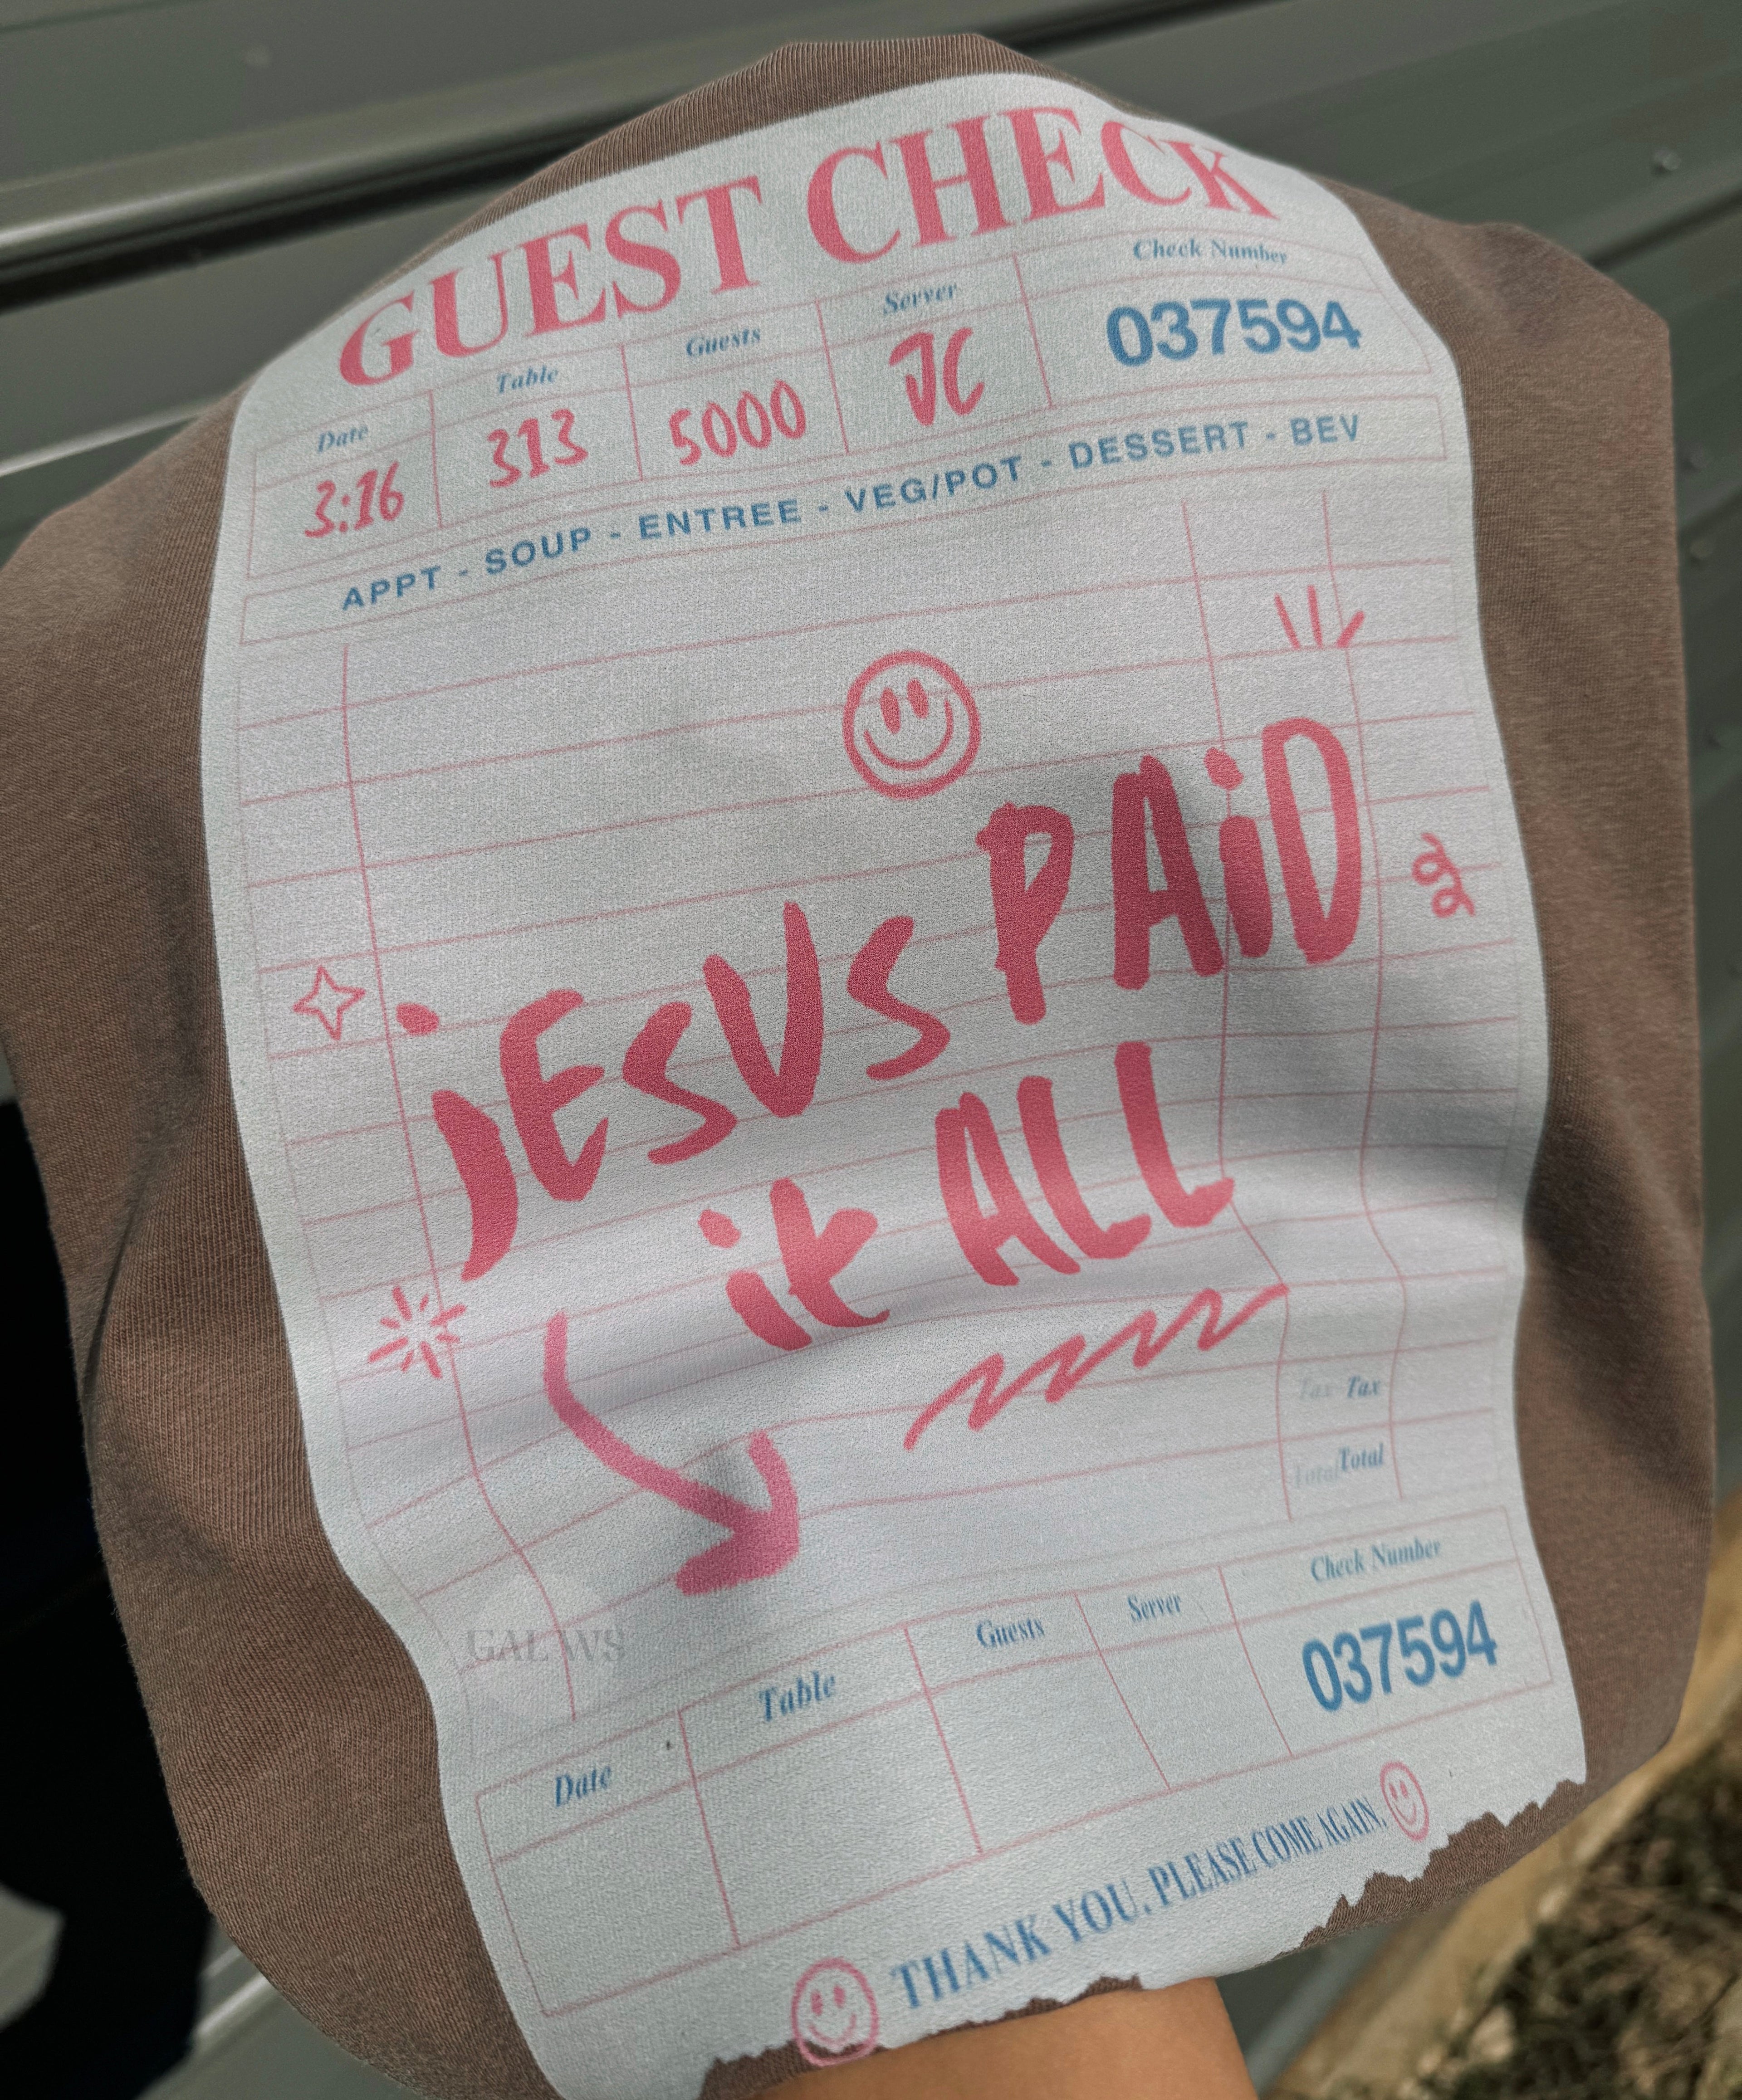 GUEST CHECK
Date Table Guests Server Check Number
3:16 313 5000 JC 037594
APPT - SOUP - ENTREE - VEG/POT - DESSERT - BEV
jESUS PAiD
it ALL
Tax Tax
Total Total
GAL WS
Date Table Guests Server Check Number
037594
THANK YOU, PLEASE COME AGAIN.